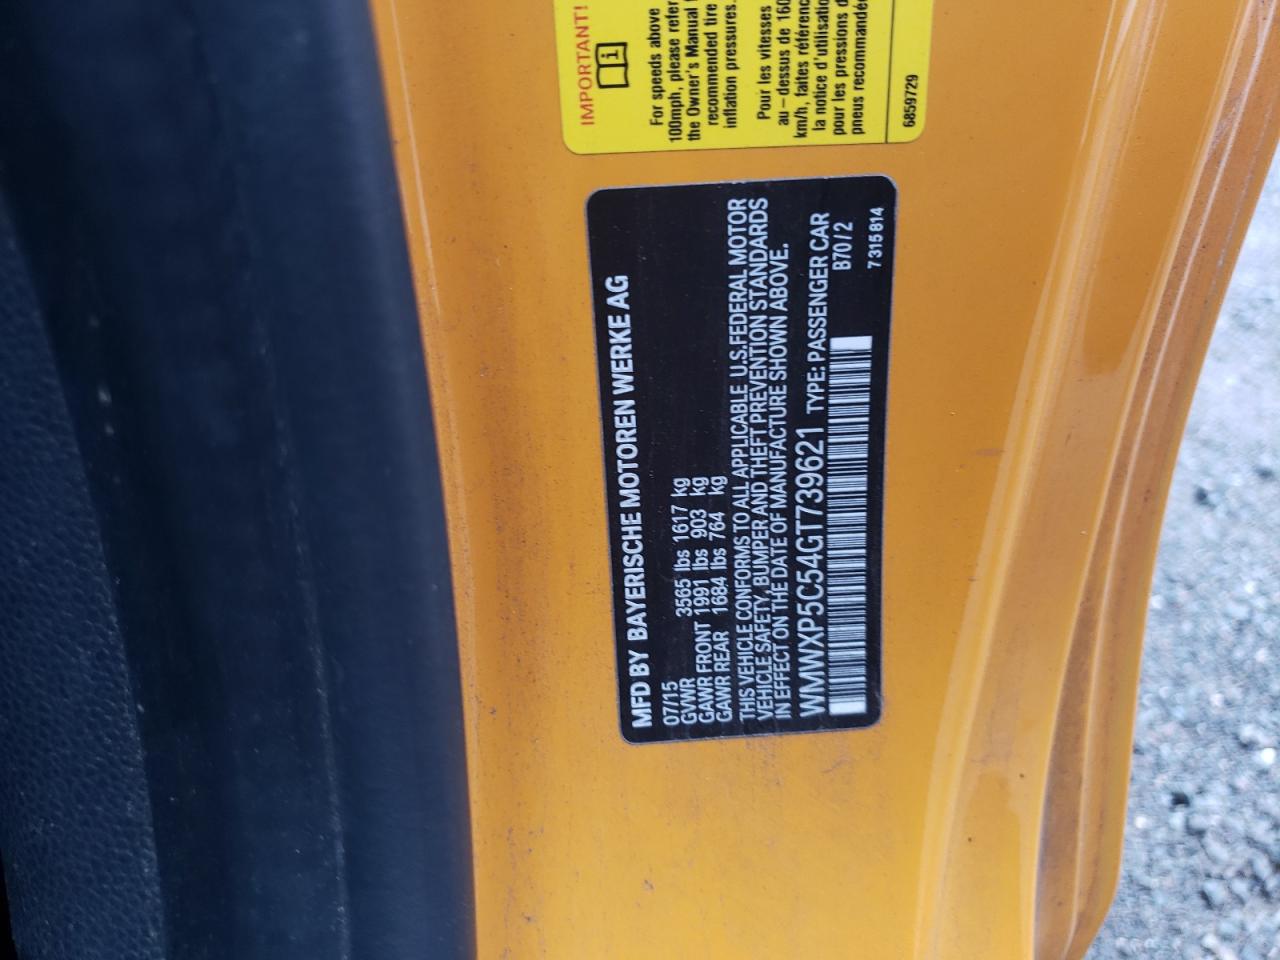 IMPORTANT!
For speeds above
100mph, please refer
the Owner's Manual
recommended tire
inflation pressures.
Pour les vitesses
au-dessus de 160
km/h, faites
la notice d'utilisation
pour les pressions
pneus
6859729
MFD BY BAYERISCHE MOTOREN WERKE AG
07/15
GVWR 3565 lbs 1617 kg
GAWR FRONT 1991 lbs 903 kg
GAWR REAR 1684 lbs 764 kg
THIS VEHICLE CONFORMS TO ALL APPLICABLE U.S.FEDERAL MOTOR
VEHICLE SAFETY, BUMPER AND THEFT PREVENTION STANDARDS
IN EFFECT ON THE DATE OF MANUFACTURE SHOWN ABOVE.
WMWXP5C54GT739621 TYPE: PASSENGER CAR
B70/2
7 315 814